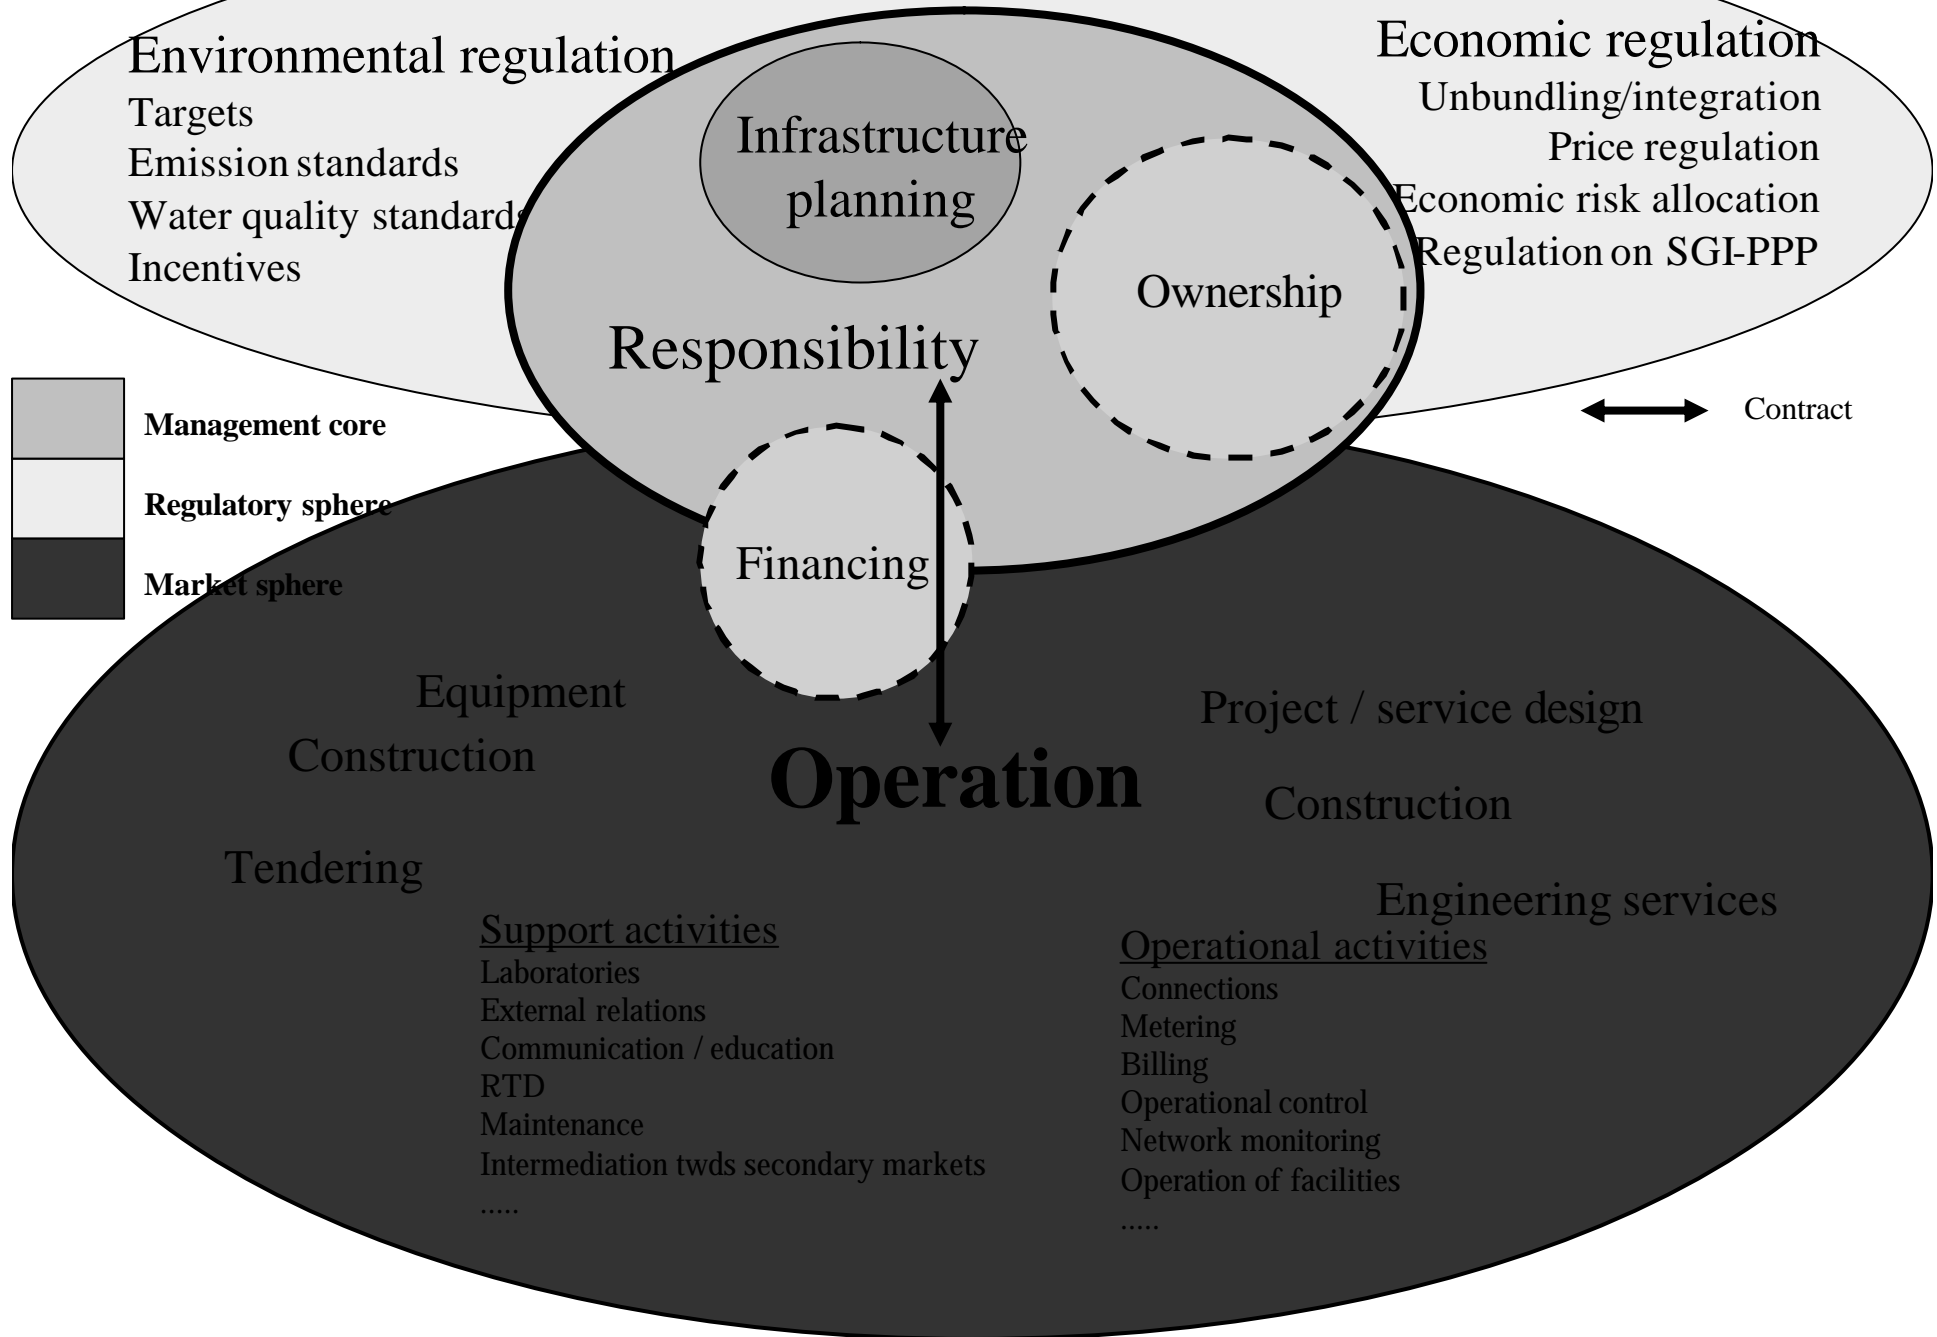 Environmental regulation
Targets
Emission standards
Water quality standards
Incentives
Infrastructure
planning
Economic regulation
Unbundling/integration
Price regulation
Economic risk allocation
Regulation on SGI-PPP
Ownership
Responsibility
Management core
Regulatory sphere
Market sphere
Contract
Financing
Equipment
Construction
Tendering
Operation
Project / service design
Construction
Engineering services
Support activities
Laboratories
External relations
Communication / education
RTD
Maintenance
Intermediation twds secondary markets
.....
Operational activities
Connections
Metering
Billing
Operational control
Network monitoring
Operation of facilities
.....